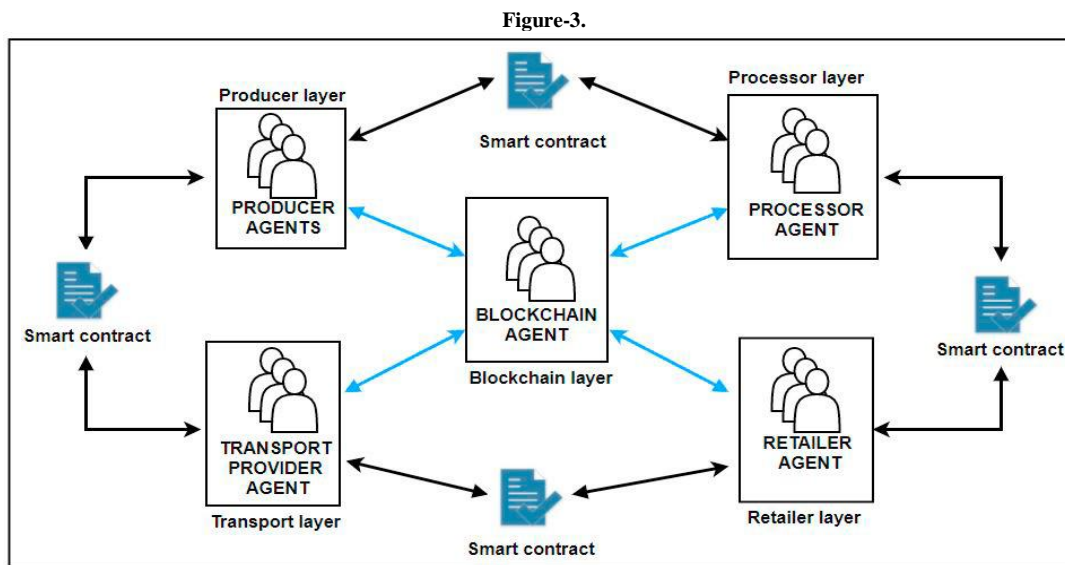 Figure-3.
Producer layer
PRODUCER
AGENTS
Smart contract
Processor layer
PROCESSOR
AGENT
Smart contract
BLOCKCHAIN
AGENT
Blockchain layer
Smart contract
TRANSPORT
PROVIDER
AGENT
Transport layer
Smart contract
RETAILER
AGENT
Retailer layer